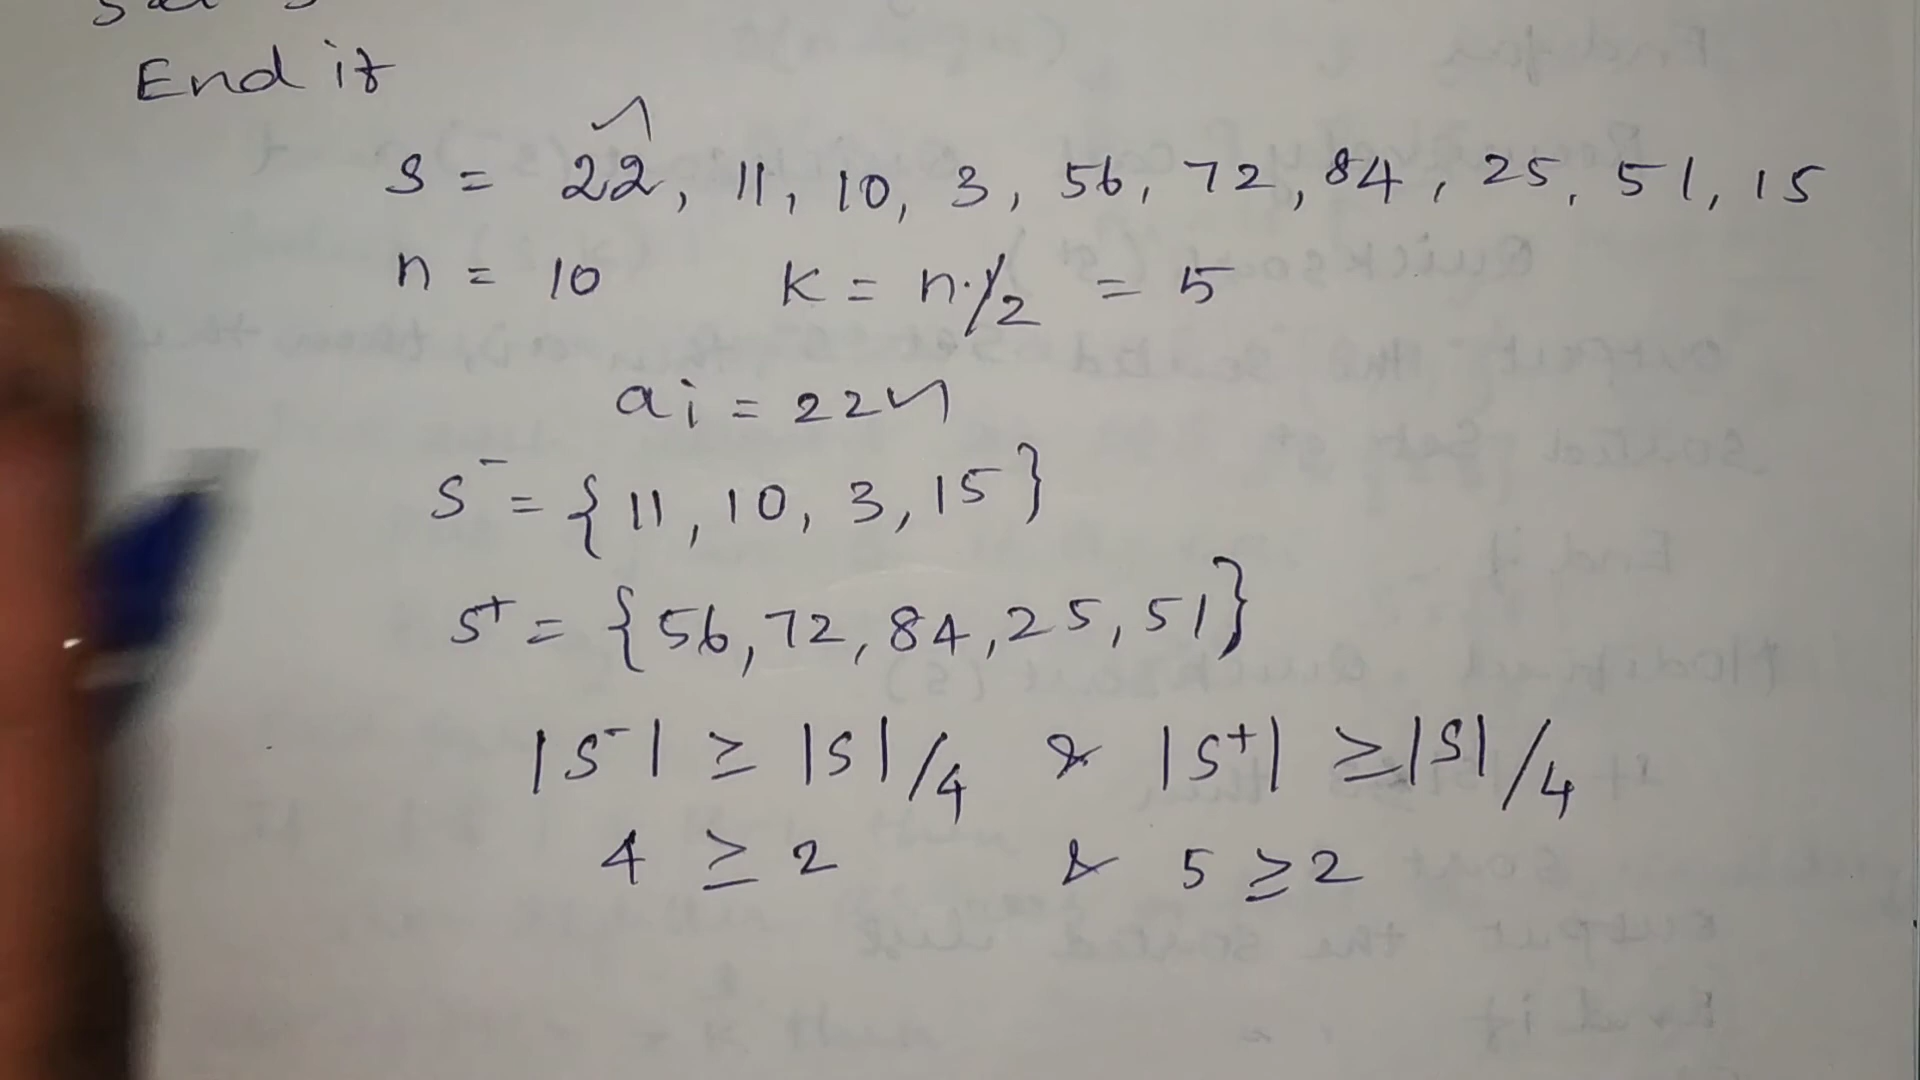 End if
S = 22, 11, 10, 3, 56, 72, 84, 25, 51, 15
n = 10 K = n/2 = 5
ai = 22
S⁻ = {11, 10, 3, 15}
S⁺ = {56, 72, 84, 25, 51}
|S⁻| ≥ |S|/4 & |S⁺| ≥ |S|/4
4 ≥ 2 & 5 ≥ 2